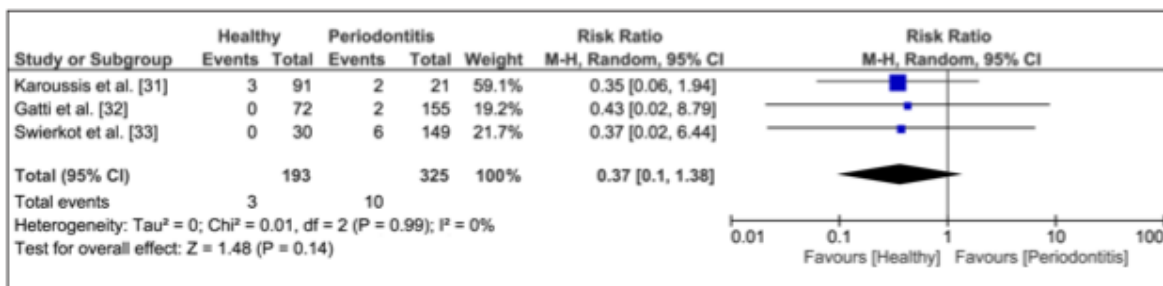 Healthy Periodontitis Risk Ratio Risk Ratio
Study or Subgroup Events Total Events Total Weight M-H, Random, 95% CI M-H, Random, 95% CI
Karoussis et al. [31] 3 91 2 21 59.1% 0.35 [0.06, 1.94]
Gatti et al. [32] 0 72 2 155 19.2% 0.43 [0.02, 8.79]
Swierkot et al. [33] 0 30 6 149 21.7% 0.37 [0.02, 6.44]
Total (95% CI) 193 325 100% 0.37 [0.1, 1.38]
Total events 3 10
Heterogeneity: Tau² = 0; Chi² = 0.01, df = 2 (P = 0.99); I² = 0%
Test for overall effect: Z = 1.48 (P = 0.14)
0.01 0.1 1 10 100
Favours [Healthy] Favours [Periodontitis]